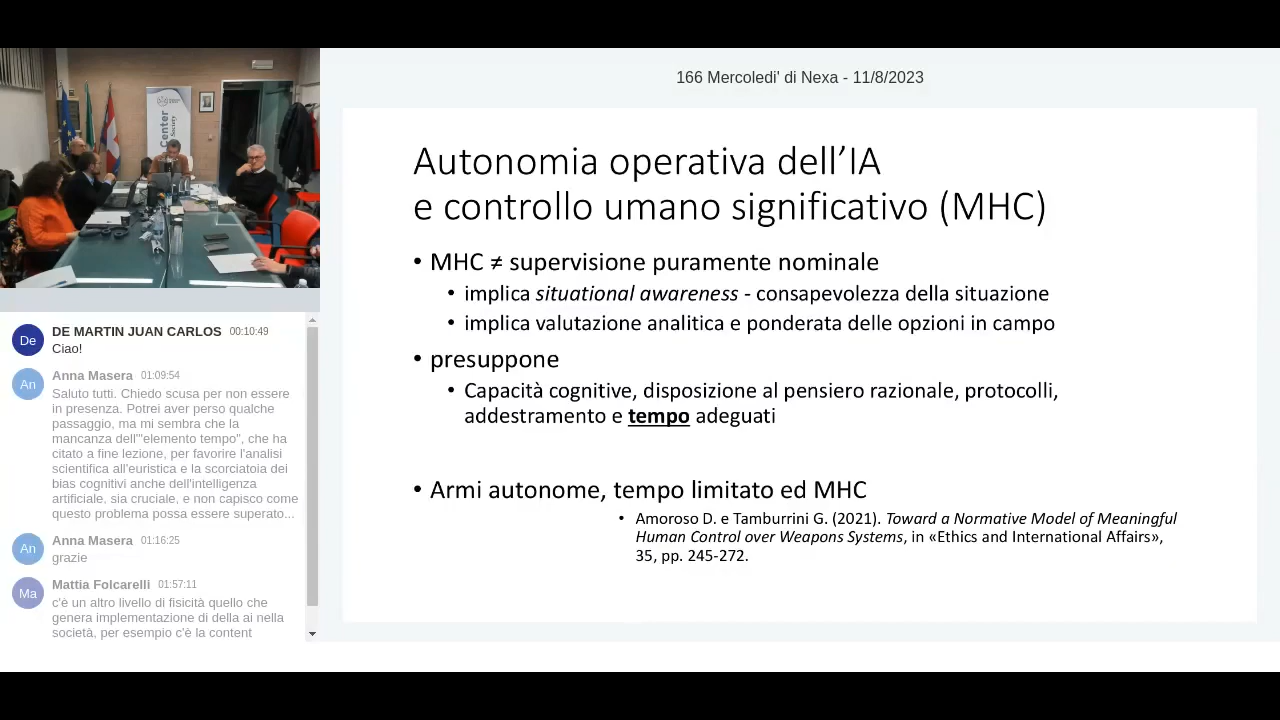 166 Mercoledi' di Nexa - 11/8/2023
Center
Society
Autonomia operativa dell’IA
e controllo umano significativo (MHC)
• MHC ≠ supervisione puramente nominale
• implica situational awareness - consapevolezza della situazione
• implica valutazione analitica e ponderata delle opzioni in campo
• presuppone
• Capacità cognitive, disposizione al pensiero razionale, protocolli,
addestramento e tempo adeguati
• Armi autonome, tempo limitato ed MHC
• Amoroso D. e Tamburrini G. (2021). Toward a Normative Model of Meaningful
Human Control over Weapons Systems, in «Ethics and International Affairs»,
35, pp. 245-272.
De
DE MARTIN JUAN CARLOS 00:10:49
Ciao!
An
Anna Masera 01:09:54
Saluto tutti. Chiedo scusa per non essere
in presenza. Potrei aver perso qualche
passaggio, ma mi sembra che la
mancanza dell'"elemento tempo", che ha
citato a fine lezione, per favorire l'analisi
scientifica all'euristica e la scorciatoia dei
bias cognitivi anche dell'intelligenza
artificiale, sia cruciale, e non capisco come
questo problema possa essere superato...
An
Anna Masera 01:16:25
grazie
Ma
Mattia Folcarelli 01:57:11
c'è un altro livello di fisicità quello che
genera implementazione di della ai nella
società, per esempio c'è la content